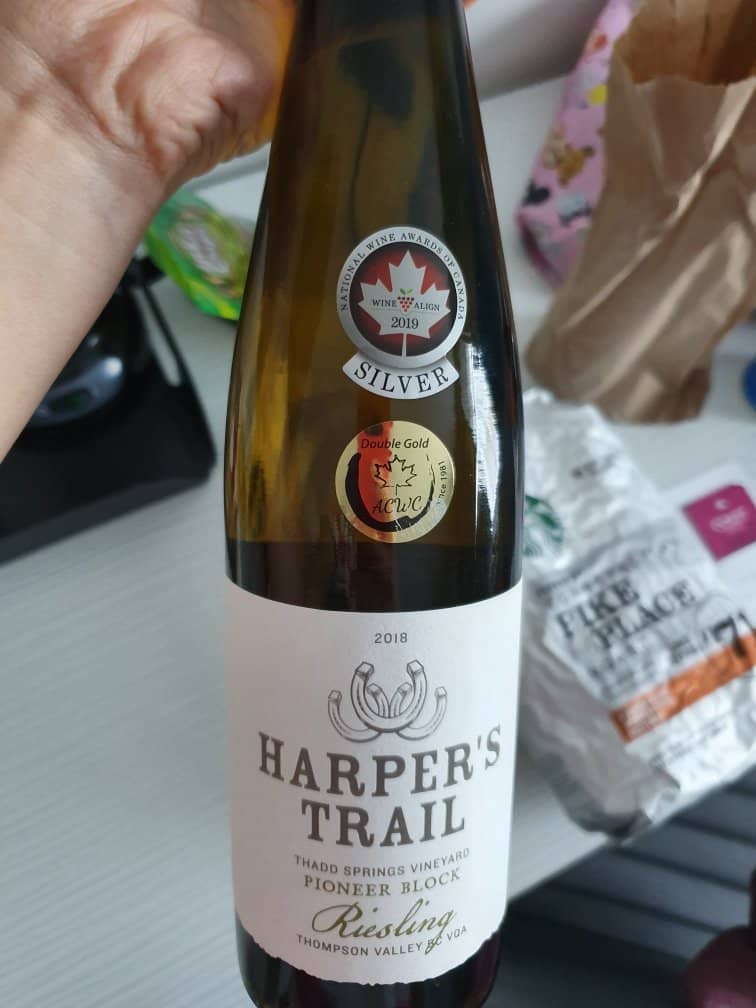 NATIONAL WINE AWARDS OF CANADA
WINE ALIGN
2019
SILVER
Double Gold
ACWC
Since 1981
2018
HARPER'S
TRAIL
THADD SPRINGS VINEYARD
PIONEER BLOCK
Riesling
THOMPSON VALLEY BC VQA
PIKE
PLACE